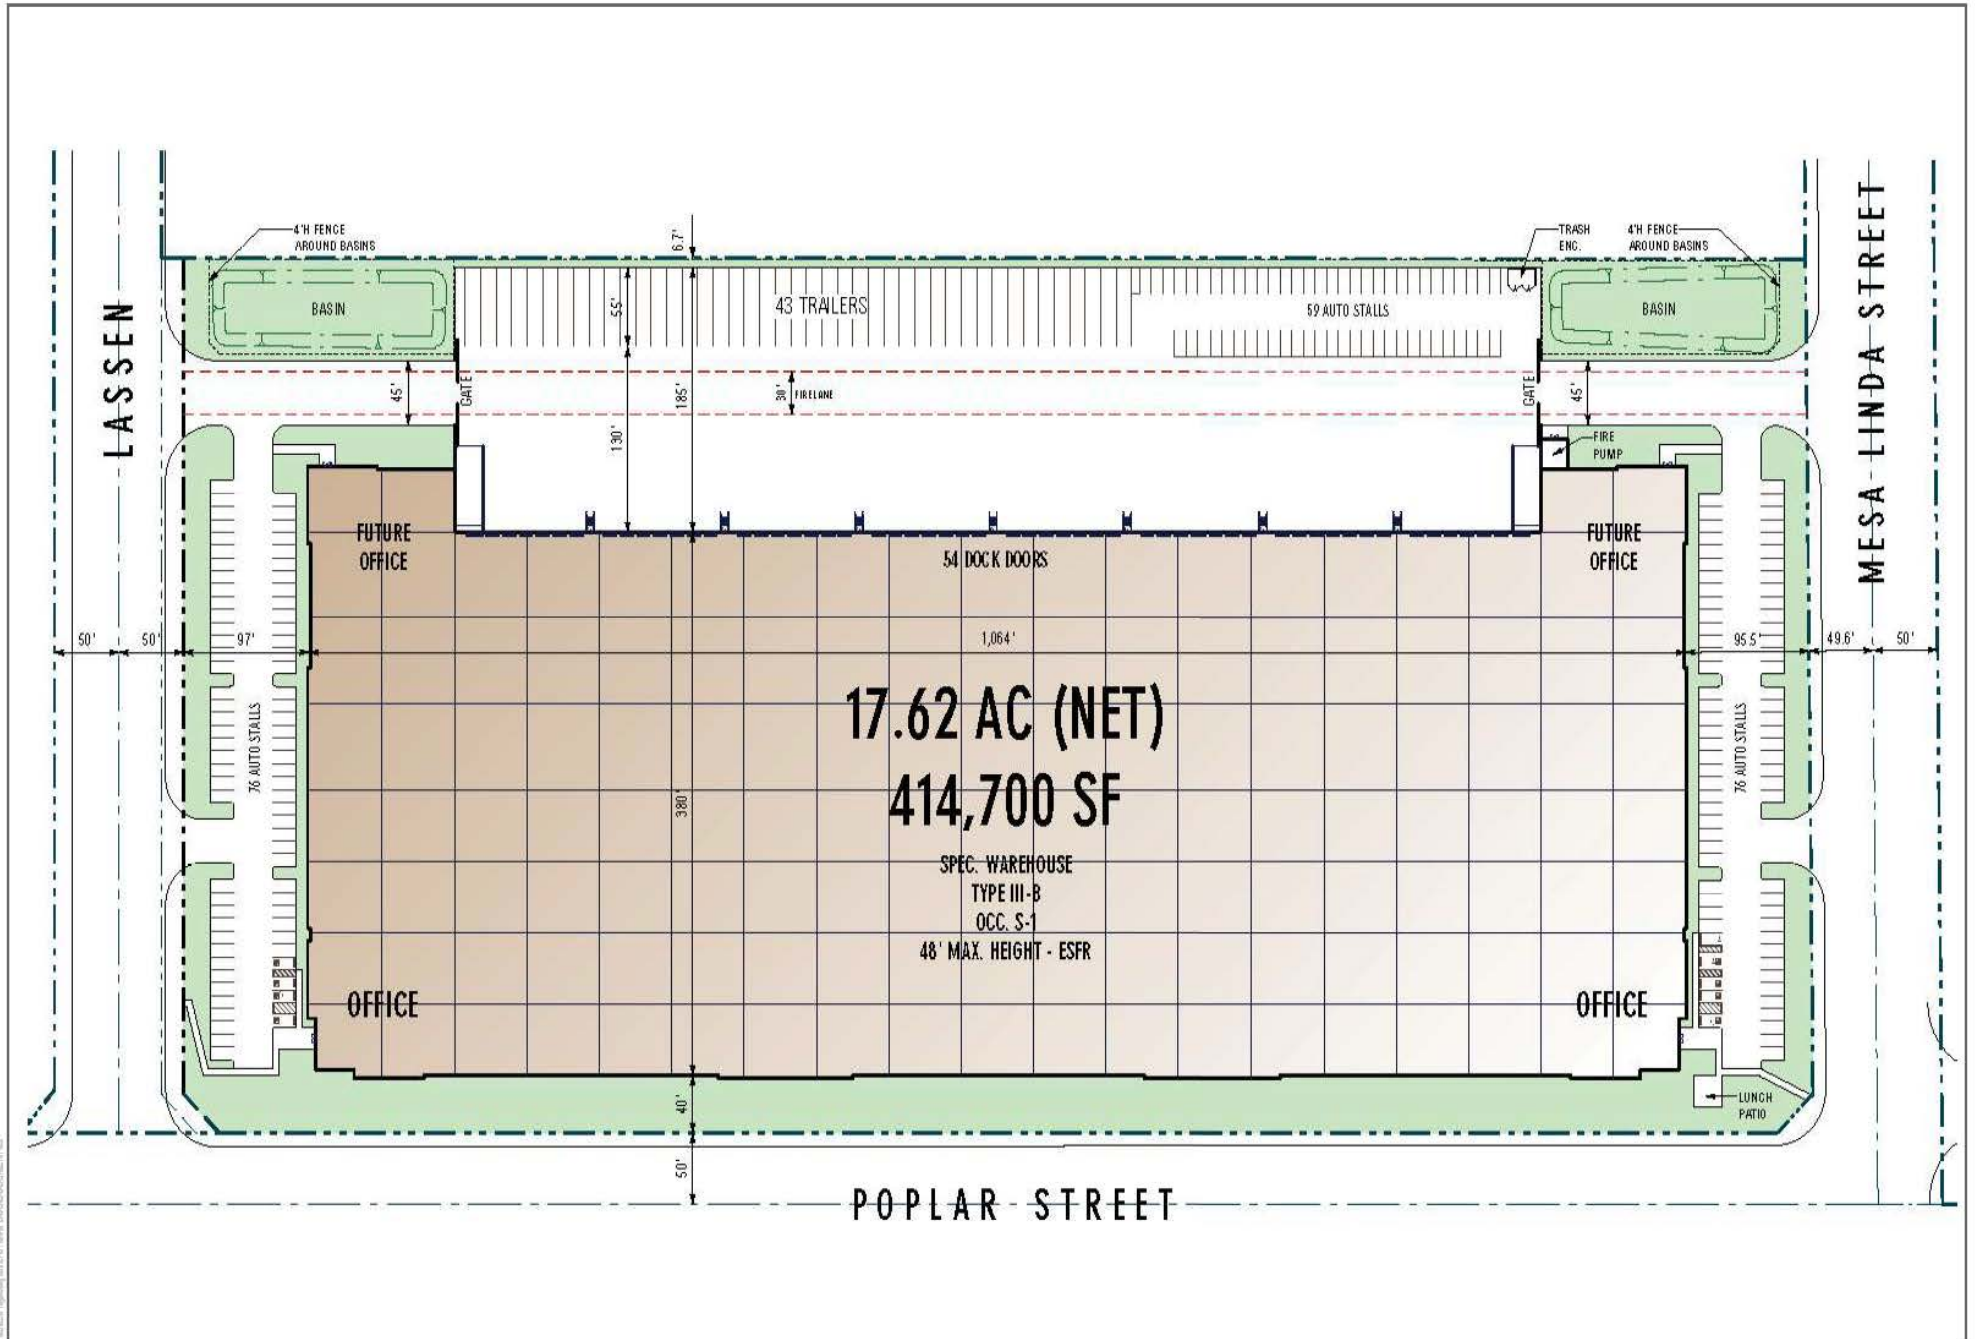 4'H FENCE
AROUND BASINS
6.7'
TRASH
ENC.
4'H FENCE
AROUND BASINS
BASIN
55'
43 TRAILERS
59 AUTO STALLS
BASIN
LASSEN
MESA LINDA STREET
45'
GATE
130'
185'
30'
FIRELANE
GATE
45'
FIRE
PUMP
FUTURE
OFFICE
54 DOCK DOORS
FUTURE
OFFICE
50'
50'
97'
1,064'
95.5'
49.6'
50'
76 AUTO STALLS
17.62 AC (NET)
414,700 SF
380'
76 AUTO STALLS
SPEC. WAREHOUSE
TYPE III-B
OCC. S-1
48' MAX. HEIGHT - ESFR
OFFICE
OFFICE
40'
LUNCH
PATIO
50'
POPLAR STREET